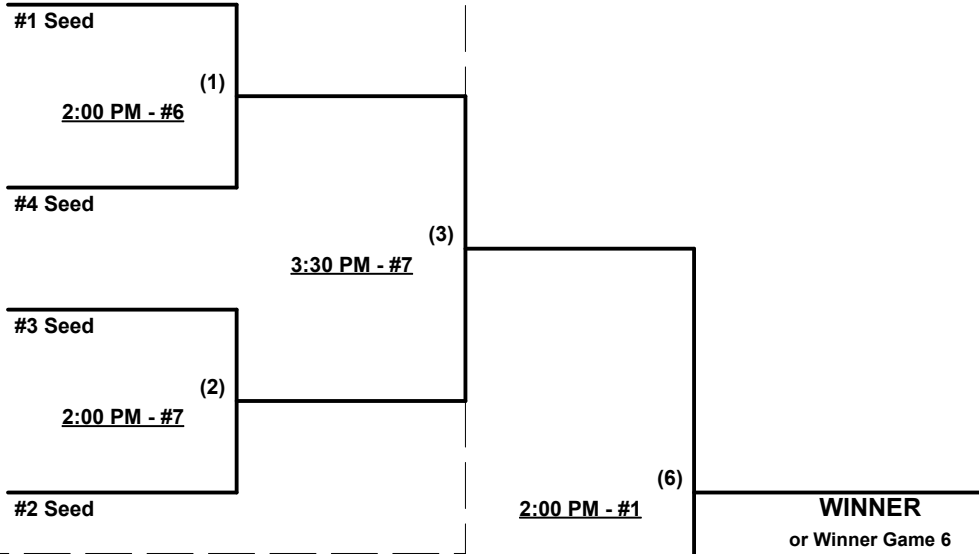 #1 Seed
(1)
2:00 PM - #6
#4 Seed
(3)
3:30 PM - #7
#3 Seed
(2)
2:00 PM - #7
#2 Seed
(6)
2:00 PM - #1
WINNER
or Winner Game 6